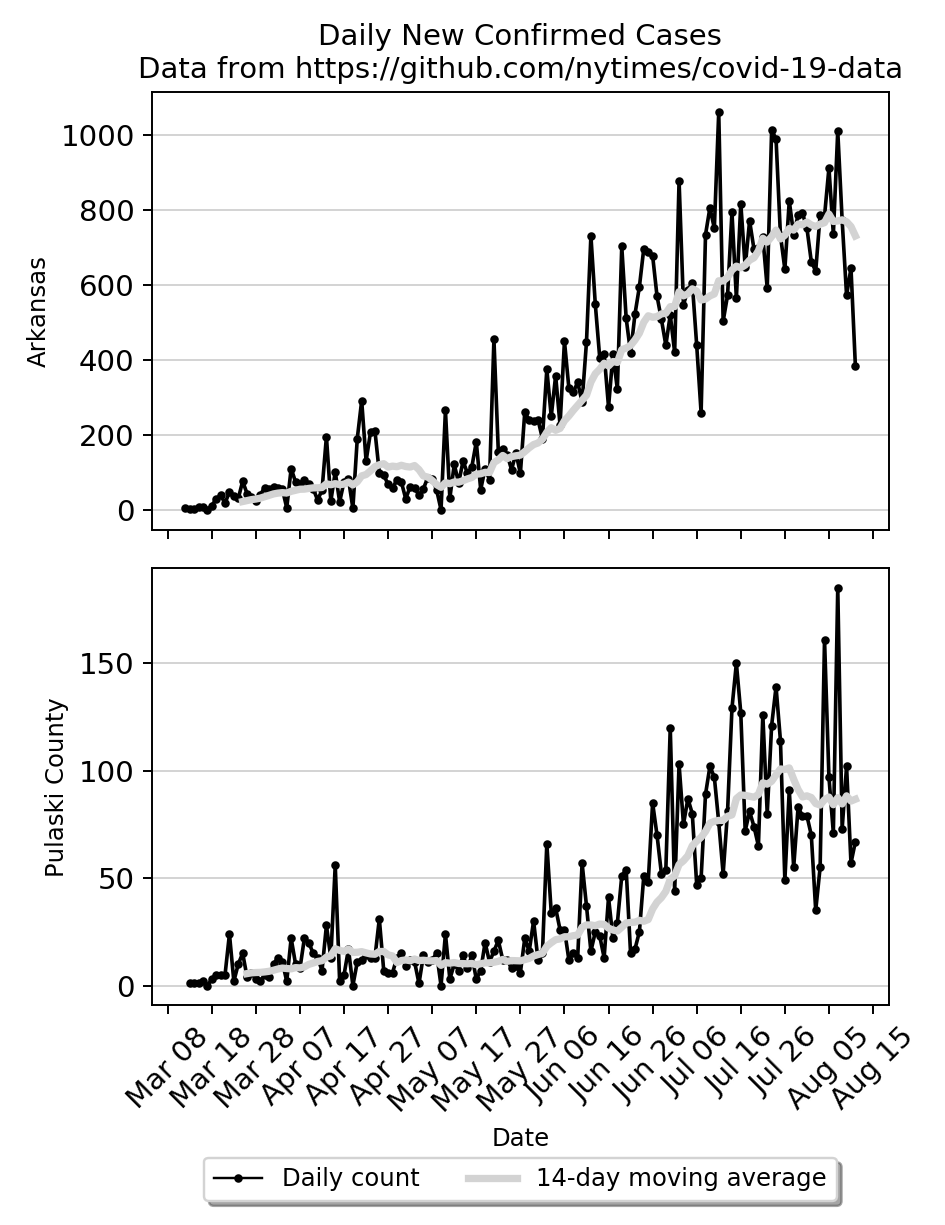 Daily New Confirmed Cases
Data from https://github.com/nytimes/covid-19-data
1000
800
600
400
200
0
Arkansas
150
100
50
0
Pulaski County
Mar 08
Mar 18
Mar 28
Apr 07
Apr 17
Apr 27
May 07
May 17
May 27
Jun 06
Jun 16
Jun 26
Jul 06
Jul 16
Jul 26
Aug 05
Aug 15
Date
Daily count
14-day moving average